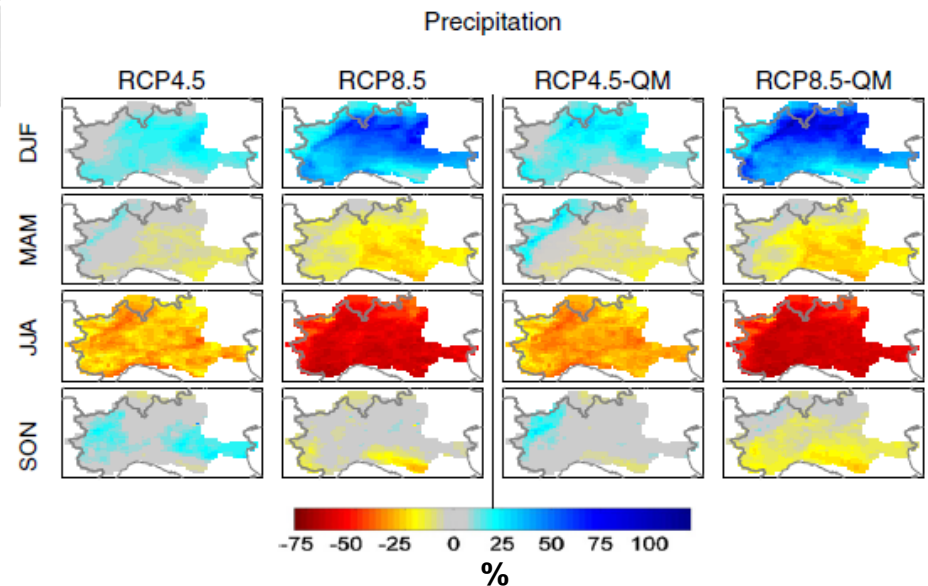 Precipitation
RCP4.5 RCP8.5 RCP4.5-QM RCP8.5-QM
DJF
MAM
JJA
SON
-75 -50 -25 0 25 50 75 100
%